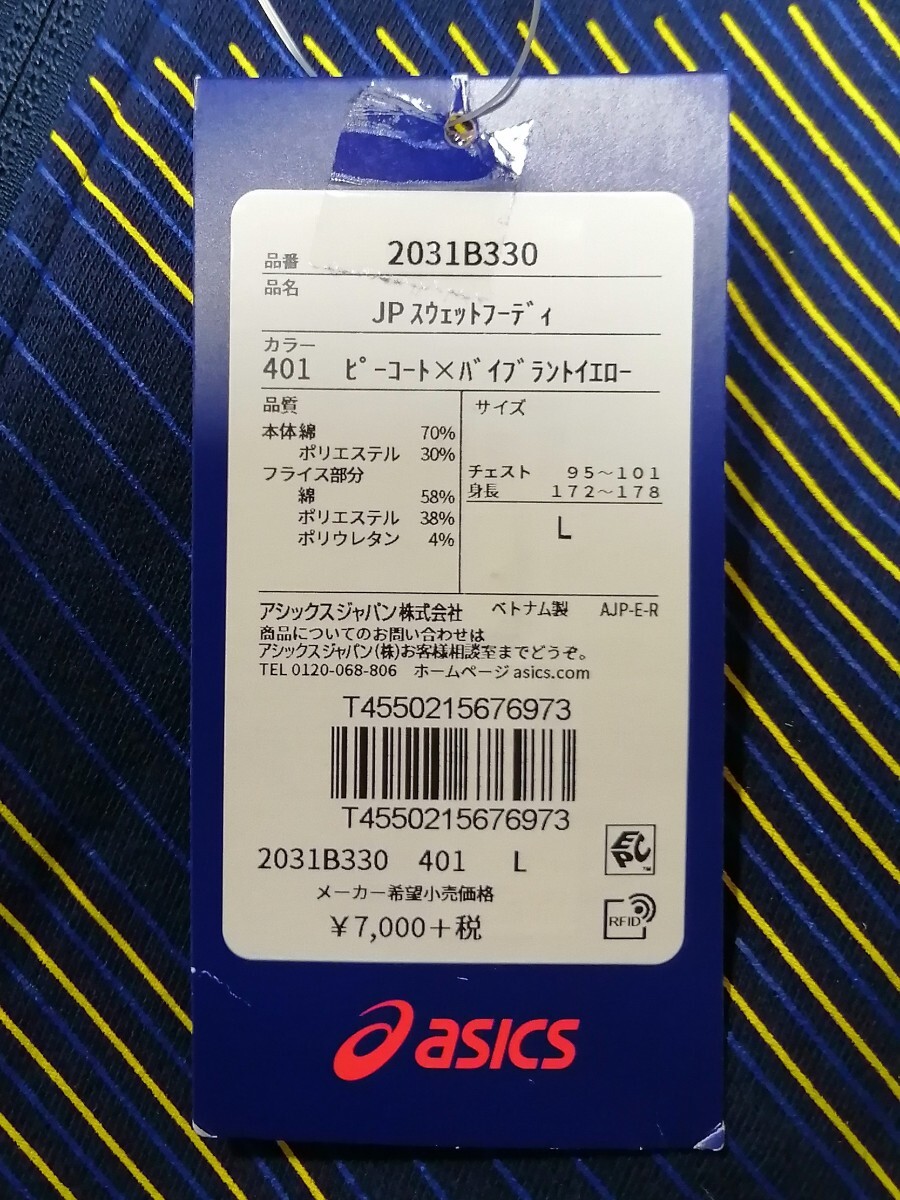 品番 2031B330
品名
JPスウェットフーディ
カラー
401 ピーコート×バイブラントイエロー
品質
本体綿 70%
ポリエステル 30%
フライス部分
綿 58%
ポリエステル 38%
ポリウレタン 4%
サイズ
チェスト 95～101
身長 172～178
L
アシックスジャパン株式会社 ベトナム製 AJP-E-R
商品についてのお問い合わせは
アシックスジャパン(株)お客様相談室までどうぞ。
TEL 0120-068-806 ホームページ asics.com
T4550215676973
T4550215676973
2031B330 401 L
メーカー希望小売価格
￥7,000＋税
EPC™
RFID
asics